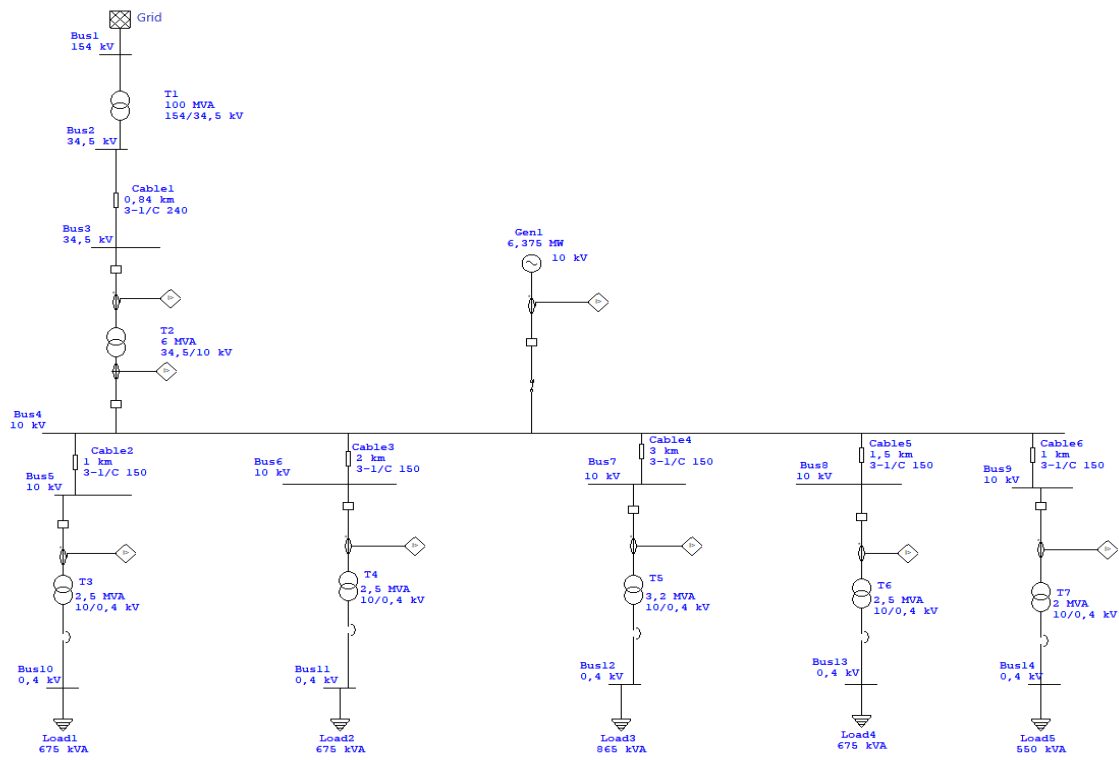 Grid
Bus1
154 kV
T1
100 MVA
154/34,5 kV
Bus2
34,5 kV
Cable1
0,84 km
3-1/C 240
Bus3
34,5 kV
Gen1
6,375 MW
10 kV
T2
6 MVA
34,5/10 kV
Bus4
10 kV
Cable2
1 km
3-1/C 150
Bus5
10 kV
Cable3
2 km
3-1/C 150
Bus6
10 kV
Cable4
3 km
3-1/C 150
Bus7
10 kV
Cable5
1,5 km
3-1/C 150
Bus8
10 kV
Cable6
1 km
3-1/C 150
Bus9
10 kV
T3
2,5 MVA
10/0,4 kV
T4
2,5 MVA
10/0,4 kV
T5
3,2 MVA
10/0,4 kV
T6
2,5 MVA
10/0,4 kV
T7
2 MVA
10/0,4 kV
Bus10
0,4 kV
Bus11
0,4 kV
Bus12
0,4 kV
Bus13
0,4 kV
Bus14
0,4 kV
Load1
675 kVA
Load2
675 kVA
Load3
865 kVA
Load4
675 kVA
Load5
550 kVA